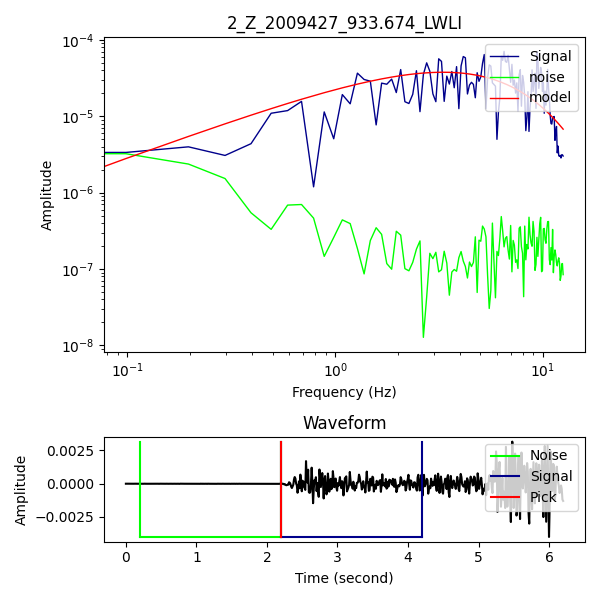 2_Z_2009427_933.674_LWLI
10⁻⁴
10⁻⁵
10⁻⁶
10⁻⁷
10⁻⁸
Amplitude
Signal
noise
model
10⁻¹ 10⁰ 10¹
Frequency (Hz)
Waveform
0.0025
0.0000
−0.0025
Amplitude
Noise
Signal
Pick
0 1 2 3 4 5 6
Time (second)